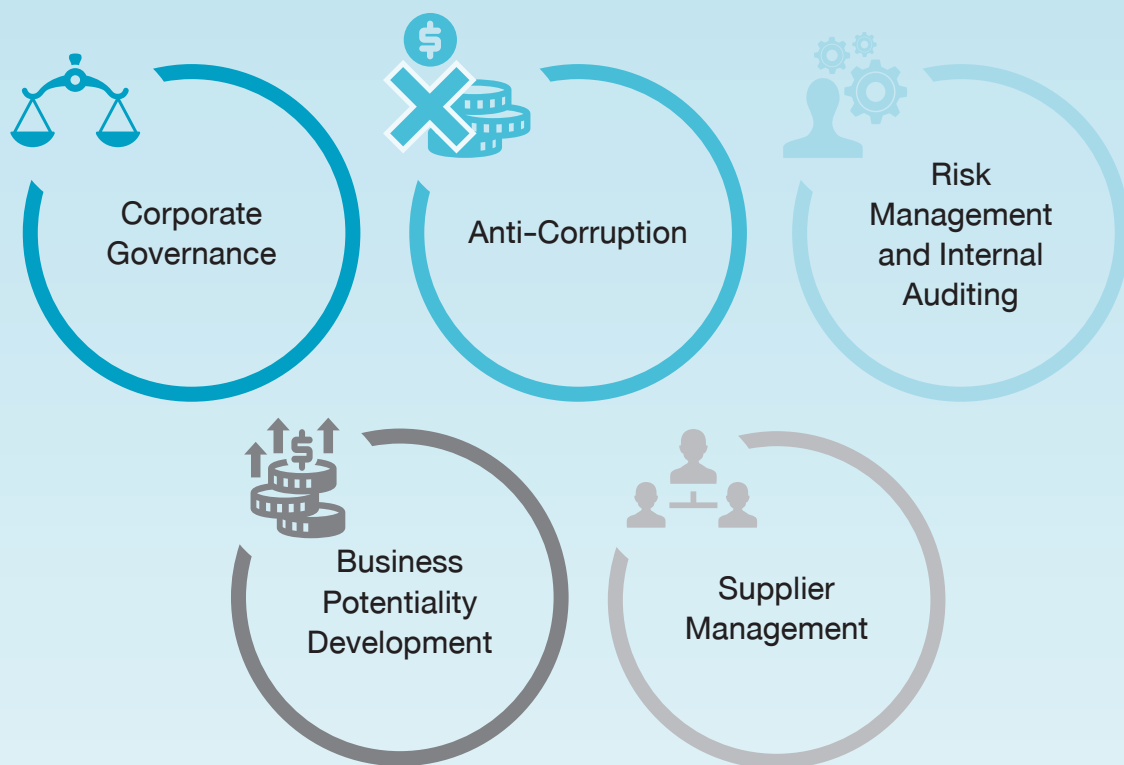 Corporate
Governance
Anti-Corruption
Risk
Management
and Internal
Auditing
Business
Potentiality
Development
Supplier
Management